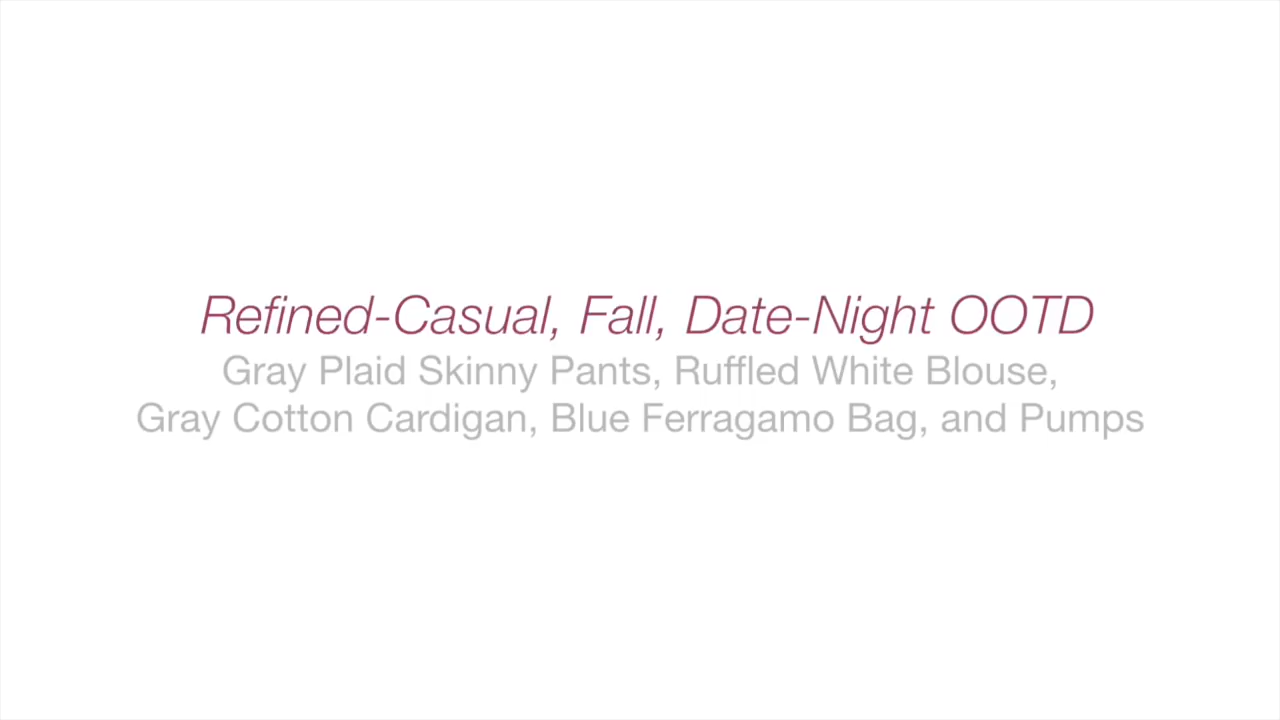 Refined-Casual, Fall, Date-Night OOTD
Gray Plaid Skinny Pants, Ruffled White Blouse,
Gray Cotton Cardigan, Blue Ferragamo Bag, and Pumps